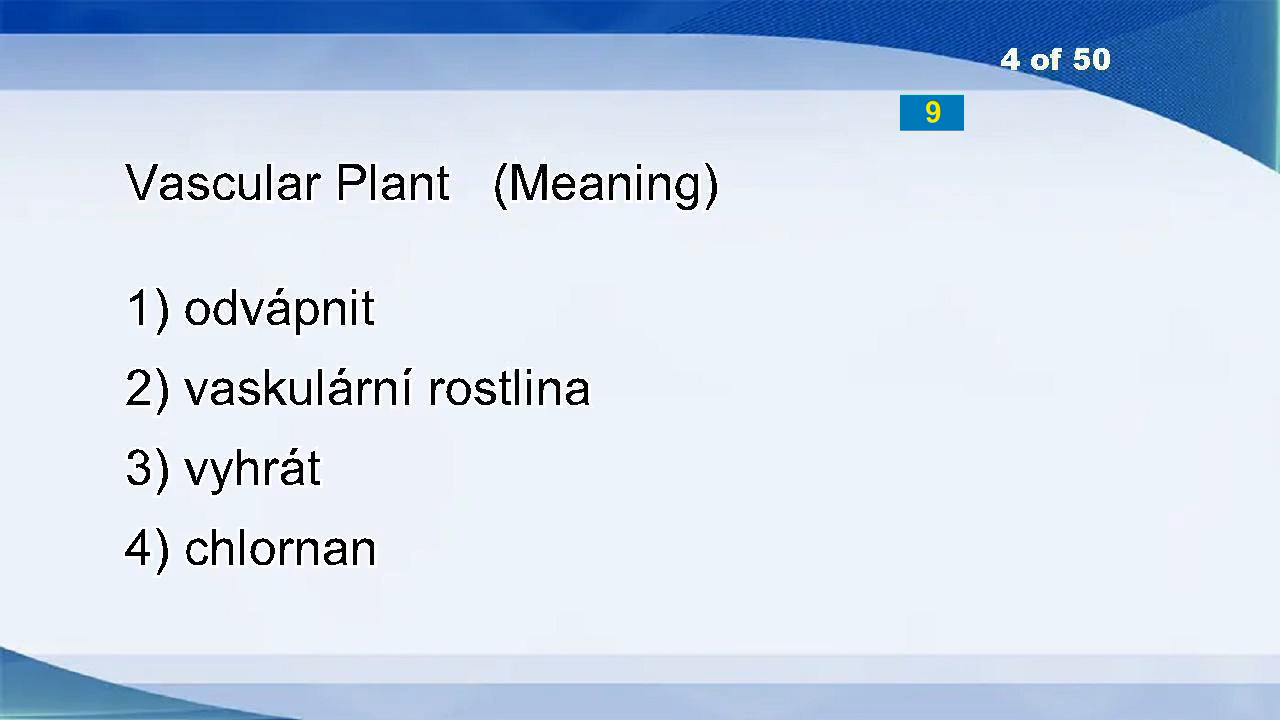 4 of 50
9
Vascular Plant (Meaning)
1) odvápnit
2) vaskulární rostlina
3) vyhrát
4) chlornan